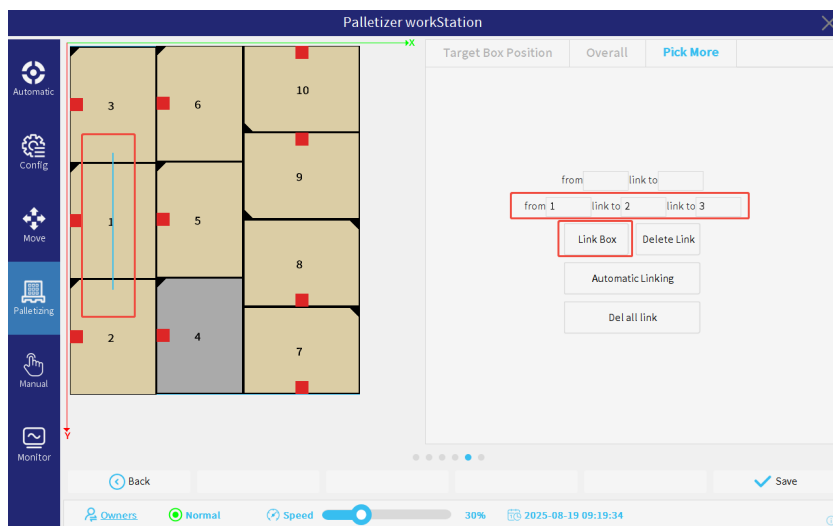 Palletizer workStation
X
Target Box Position Overall Pick More
Automatic
3 6 10
Config
9
from link to
from 1 link to 2 link to 3
1 5
Move
Link Box Delete Link
8
Automatic Linking
Palletizing
Del all link
2 4
7
Manual
Y
Monitor
Back Save
Owners Normal Speed 30% 2025-08-19 09:19:34